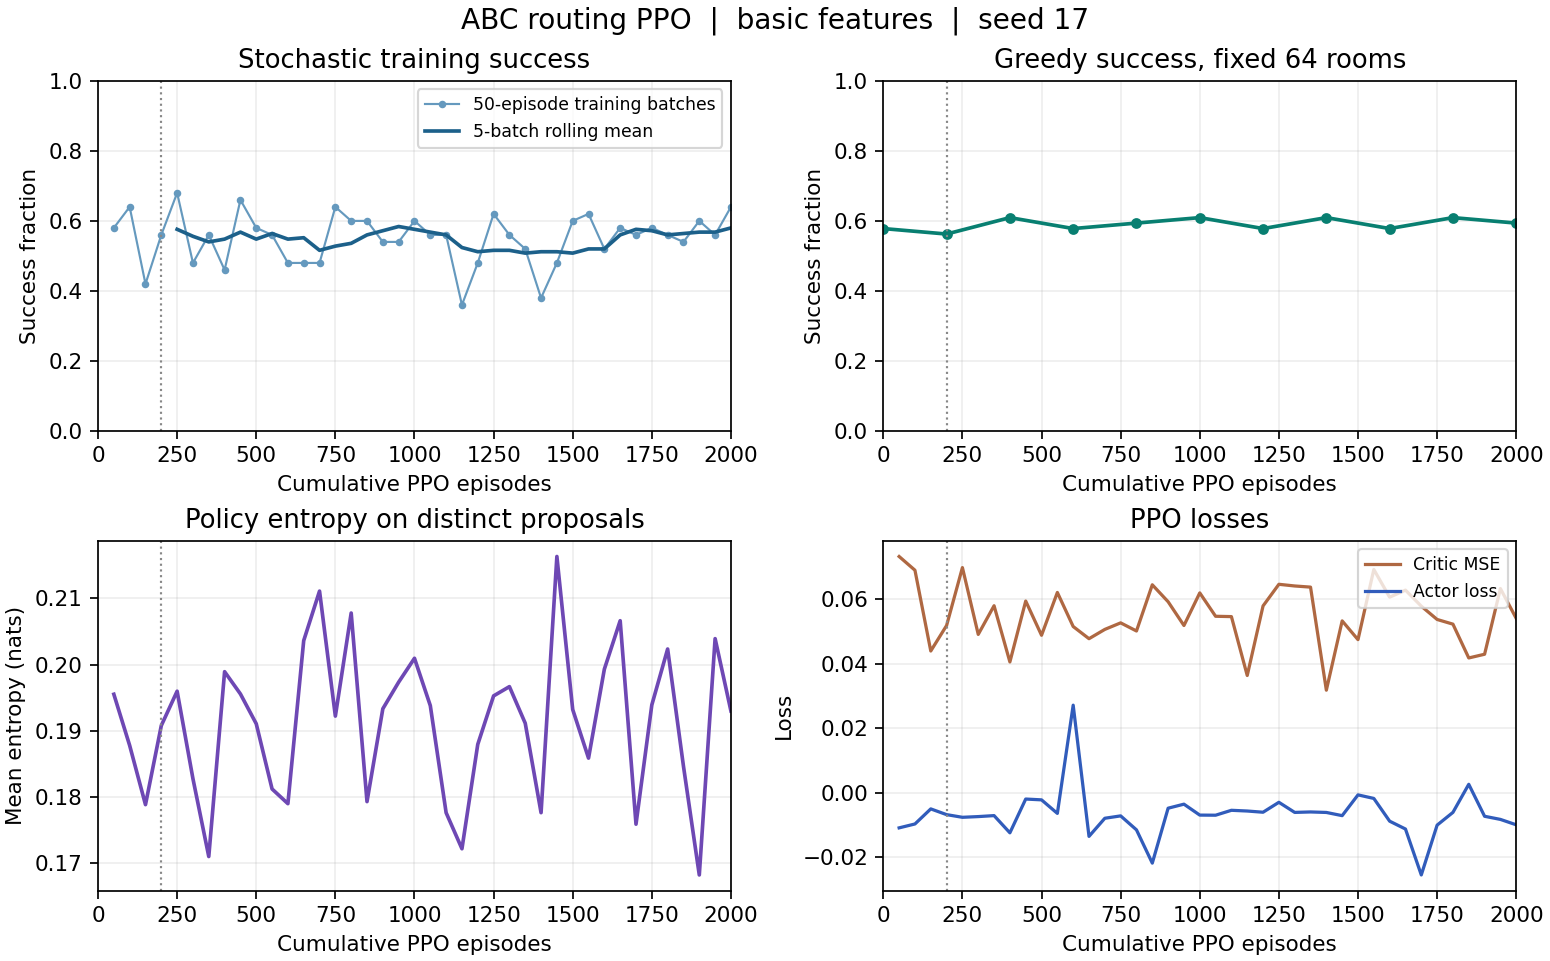 ABC routing PPO | basic features | seed 17
Stochastic training success
Success fraction
1.0
0.8
0.6
0.4
0.2
0.0
50-episode training batches
5-batch rolling mean
0 250 500 750 1000 1250 1500 1750 2000
Cumulative PPO episodes
Greedy success, fixed 64 rooms
Success fraction
1.0
0.8
0.6
0.4
0.2
0.0
0 250 500 750 1000 1250 1500 1750 2000
Cumulative PPO episodes
Policy entropy on distinct proposals
Mean entropy (nats)
0.21
0.20
0.19
0.18
0.17
0 250 500 750 1000 1250 1500 1750 2000
Cumulative PPO episodes
PPO losses
Loss
0.06
0.04
0.02
0.00
−0.02
Critic MSE
Actor loss
0 250 500 750 1000 1250 1500 1750 2000
Cumulative PPO episodes